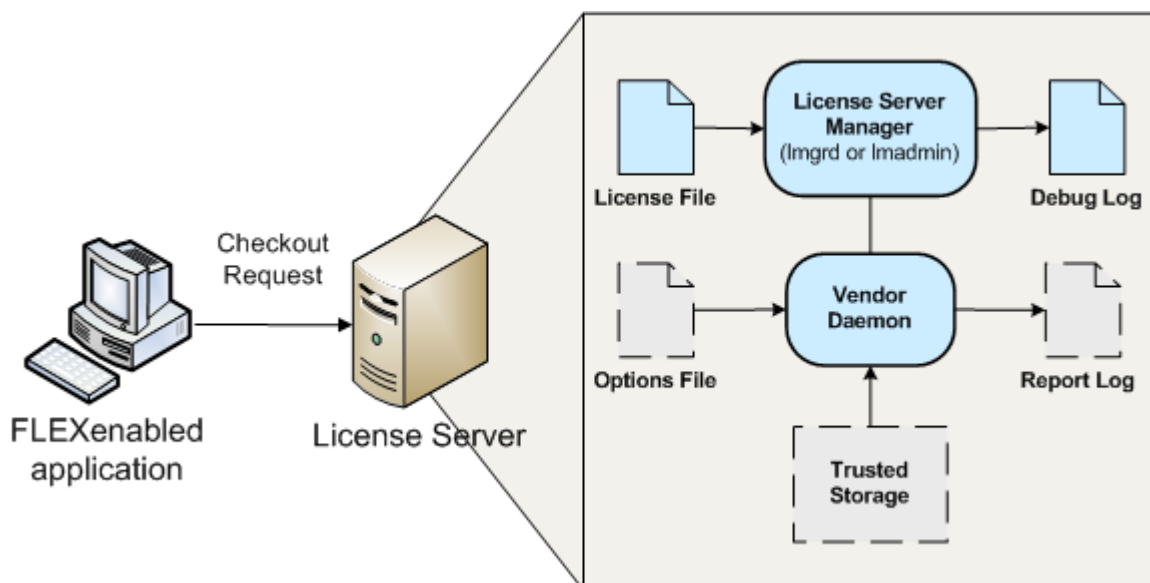 License Server
Manager
(lmgrd or lmadmin)
License File
Debug Log
Checkout
Request
Vendor
Daemon
Options File
Report Log
FLEXenabled
application
License Server
Trusted
Storage